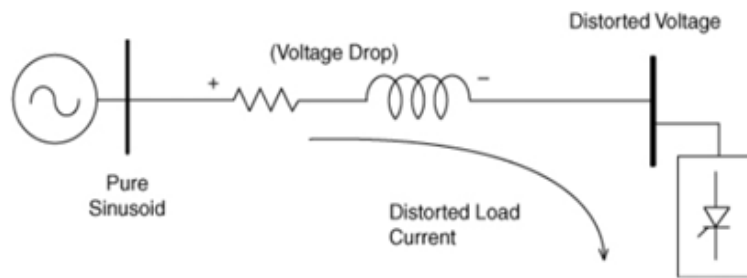 Distorted Voltage
(Voltage Drop)
+
–
Pure
Sinusoid
Distorted Load
Current